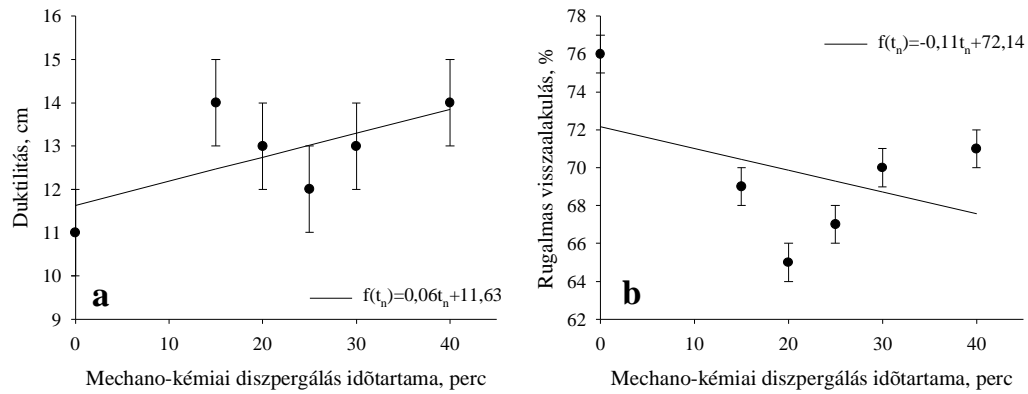 16
15
14
13
12
11
10
9
Duktilitás, cm
a
f(tn)=0,06tn+11,63
0 10 20 30 40
Mechano-kémiai diszpergálás idõtartama, perc
78
76
74
72
70
68
66
64
62
Rugalmas visszaalakulás, %
f(tn)=-0,11tn+72,14
b
0 10 20 30 40
Mechano-kémiai diszpergálás idõtartama, perc